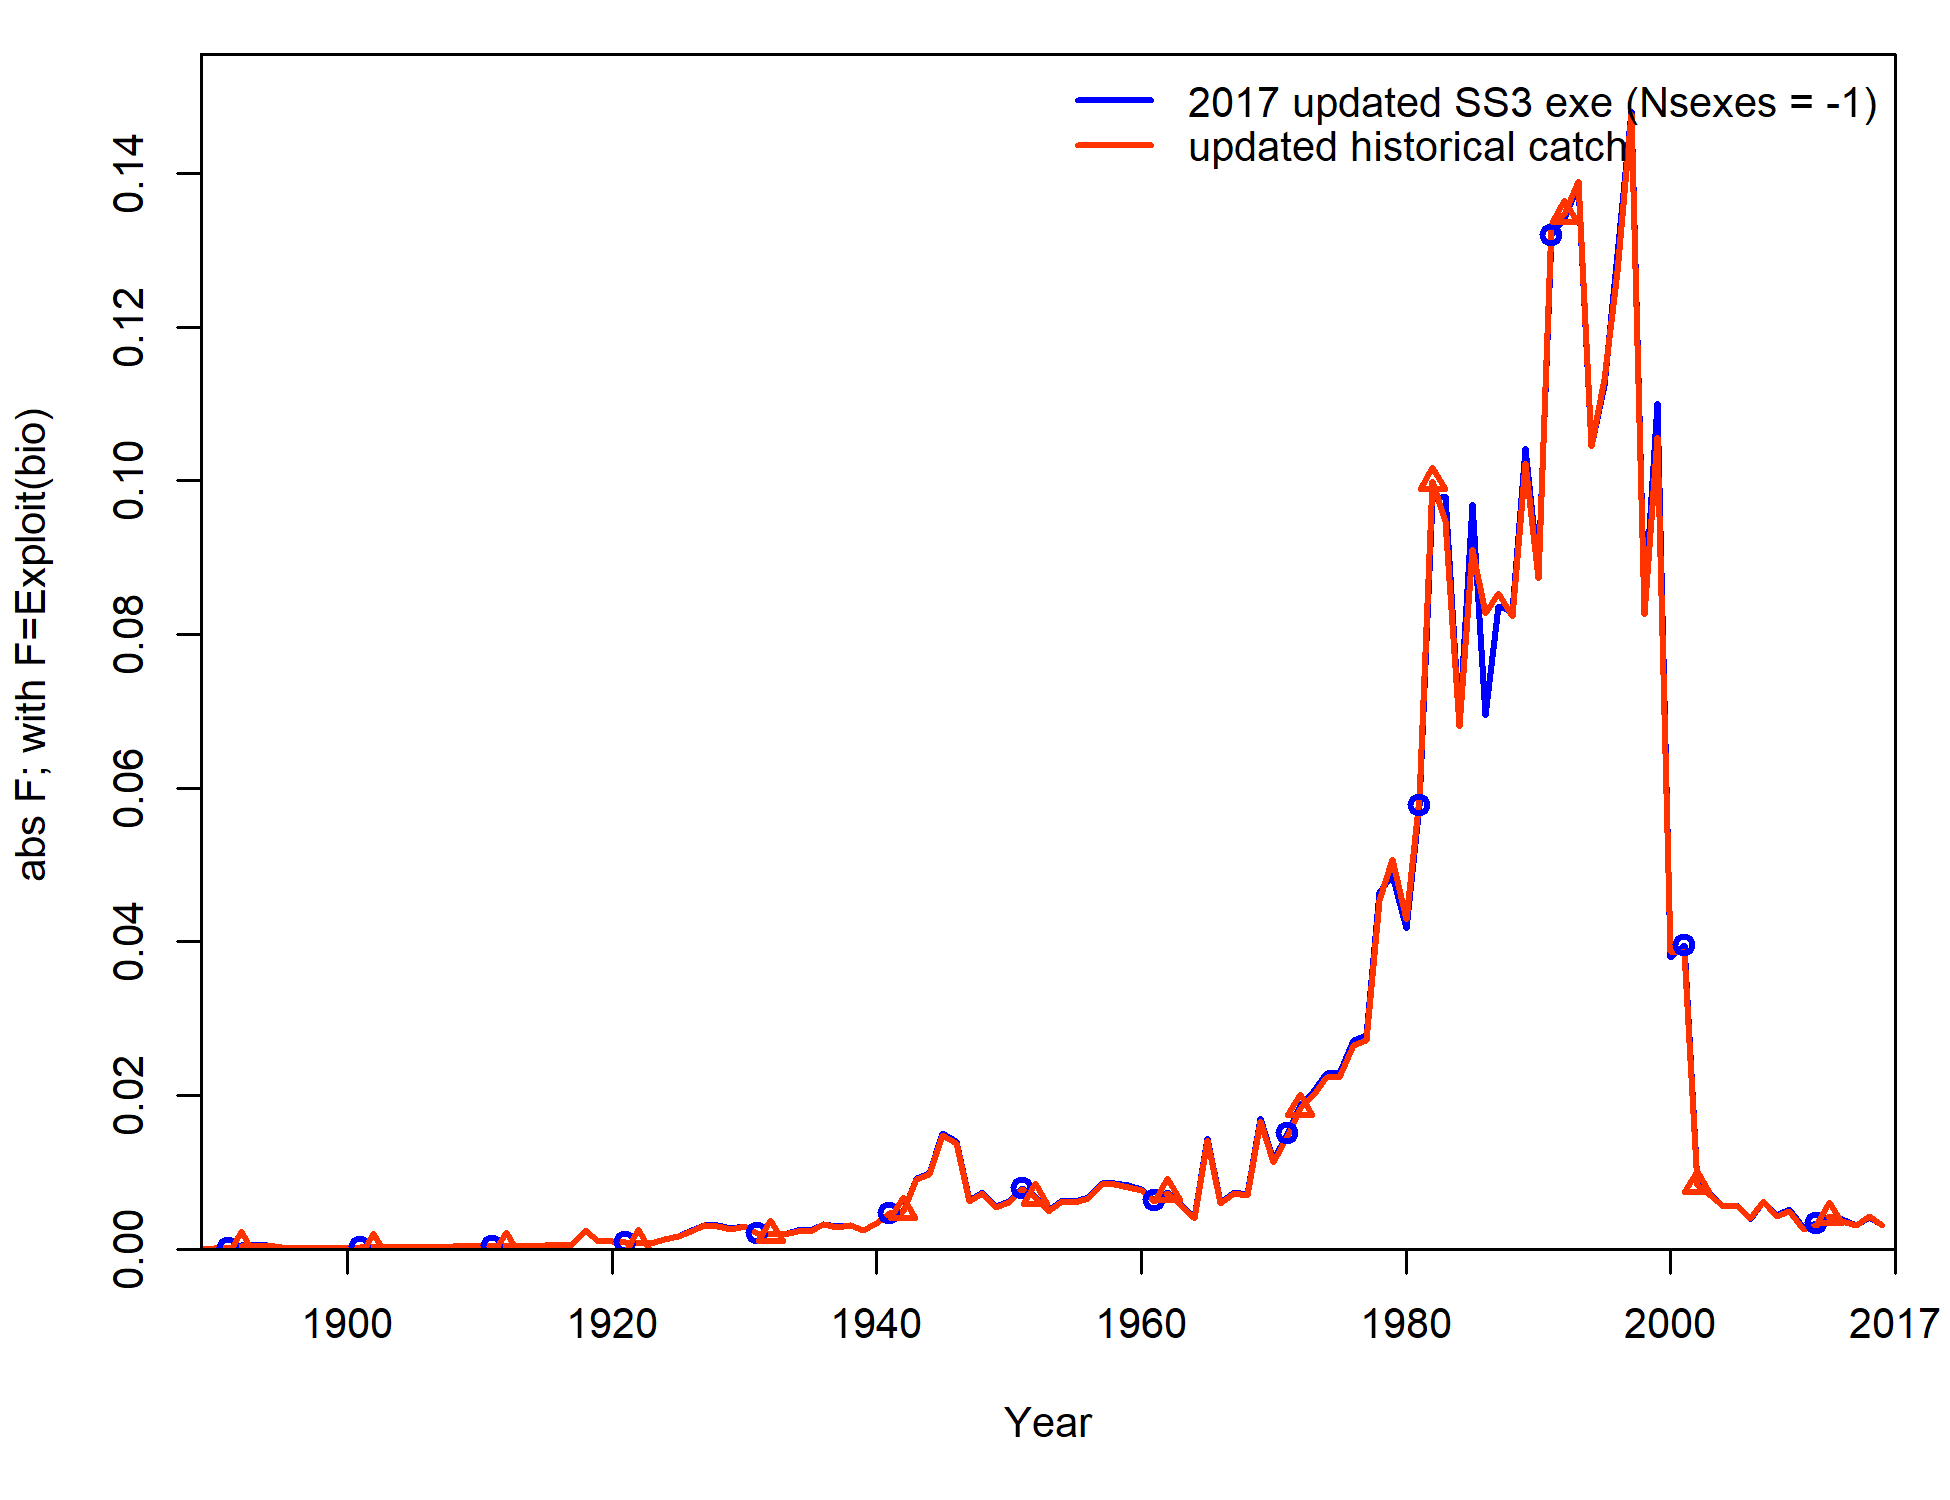 2017 updated SS3 exe (Nsexes = -1)
updated historical catch
abs F; with F=Exploit(bio)
0.14
0.12
0.10
0.08
0.06
0.04
0.02
0.00
1900 1920 1940 1960 1980 2000 2017
Year